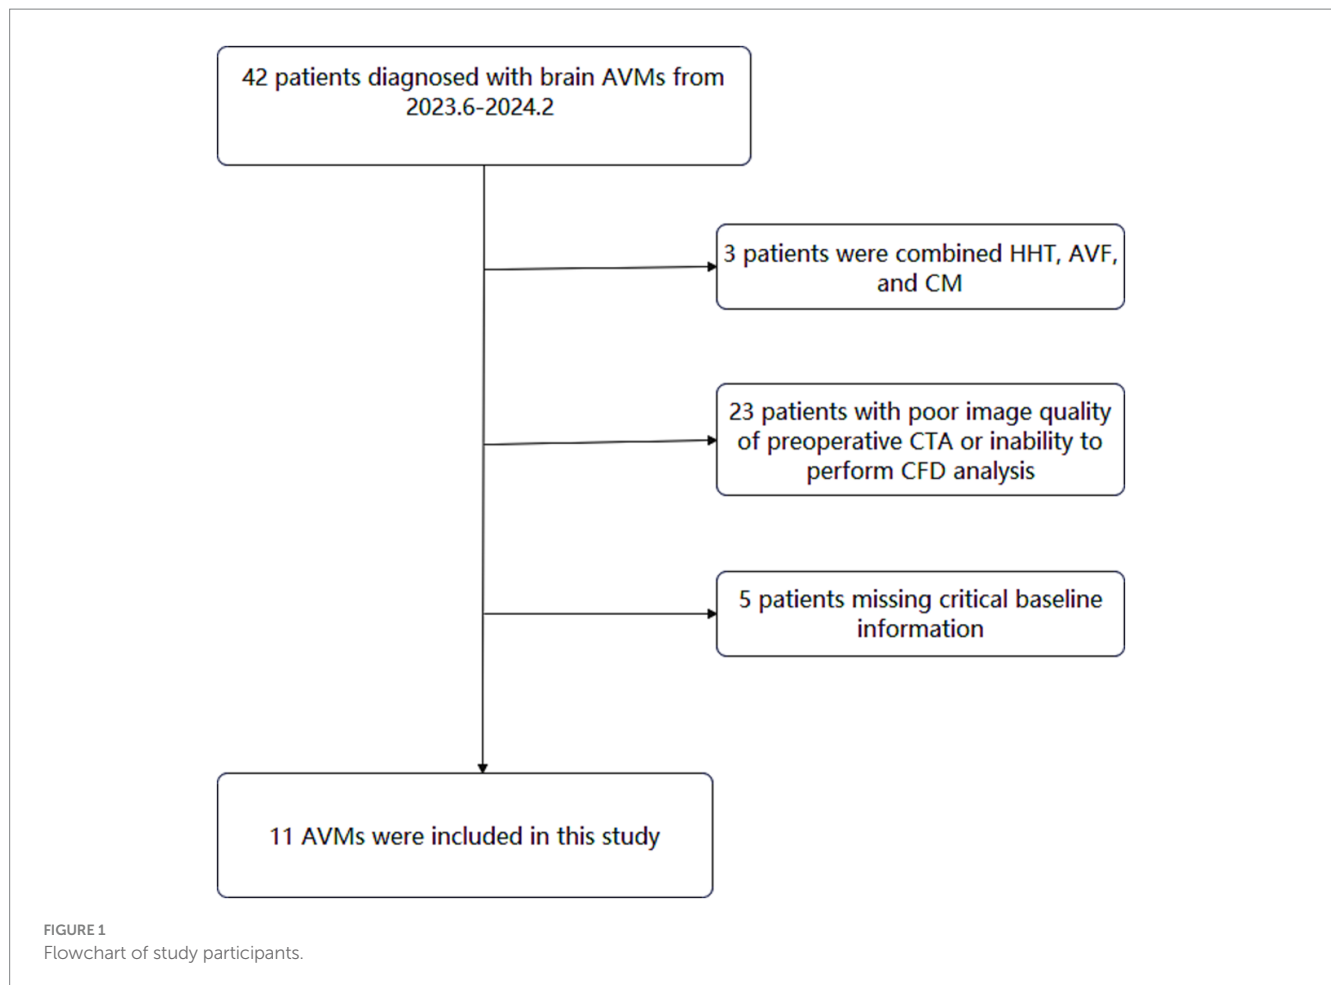 42 patients diagnosed with brain AVMs from
2023.6-2024.2
3 patients were combined HHT, AVF,
and CM
23 patients with poor image quality
of preoperative CTA or inability to
perform CFD analysis
5 patients missing critical baseline
information
11 AVMs were included in this study
FIGURE 1
Flowchart of study participants.